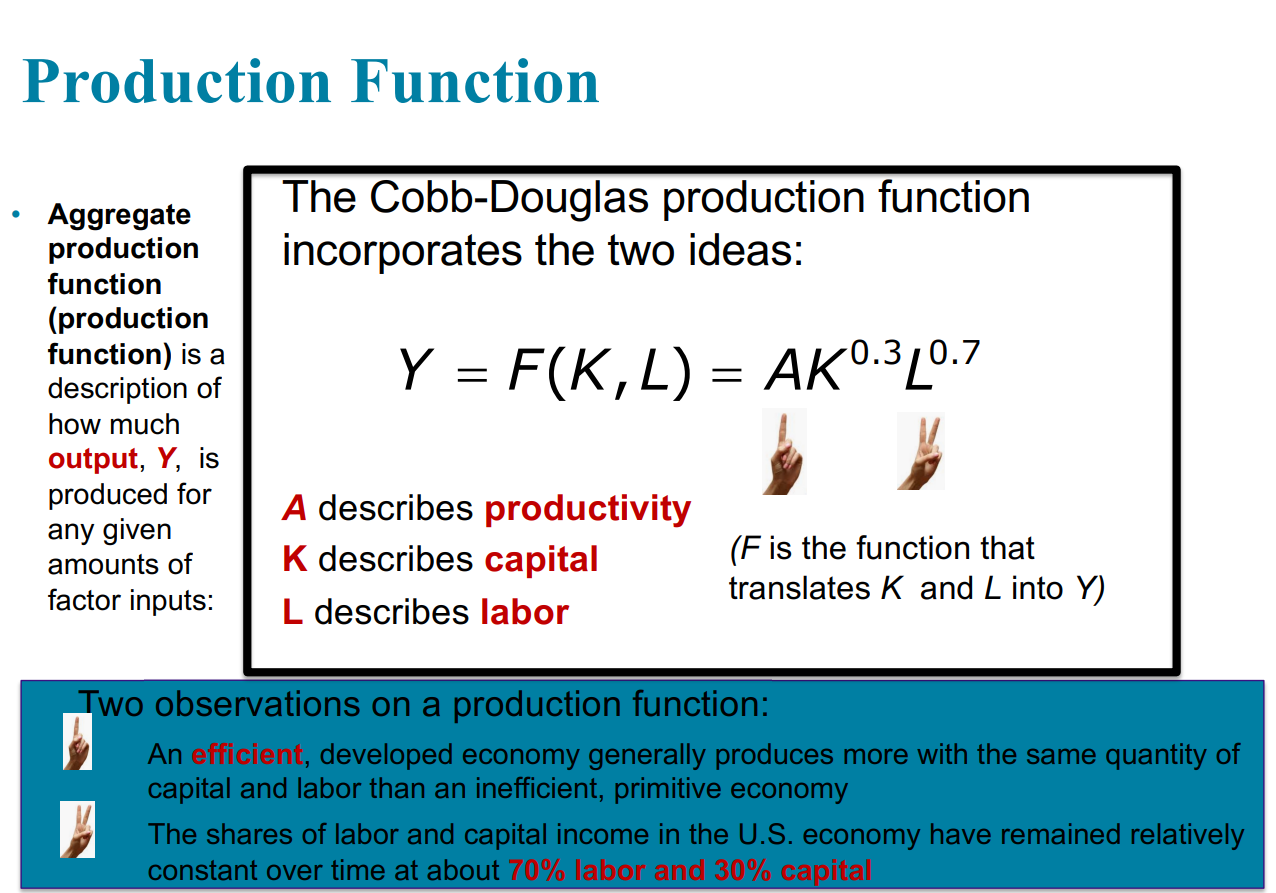 Production Function
• Aggregate
production
function
(production
function) is a
description of
how much
output, Y, is
produced for
any given
amounts of
factor inputs:
The Cobb-Douglas production function
incorporates the two ideas:
Y = F(K,L) = AK^0.3L^0.7
A describes productivity
K describes capital
L describes labor
(F is the function that
translates K and L into Y)
Two observations on a production function:
An efficient, developed economy generally produces more with the same quantity of
capital and labor than an inefficient, primitive economy
The shares of labor and capital income in the U.S. economy have remained relatively
constant over time at about 70% labor and 30% capital